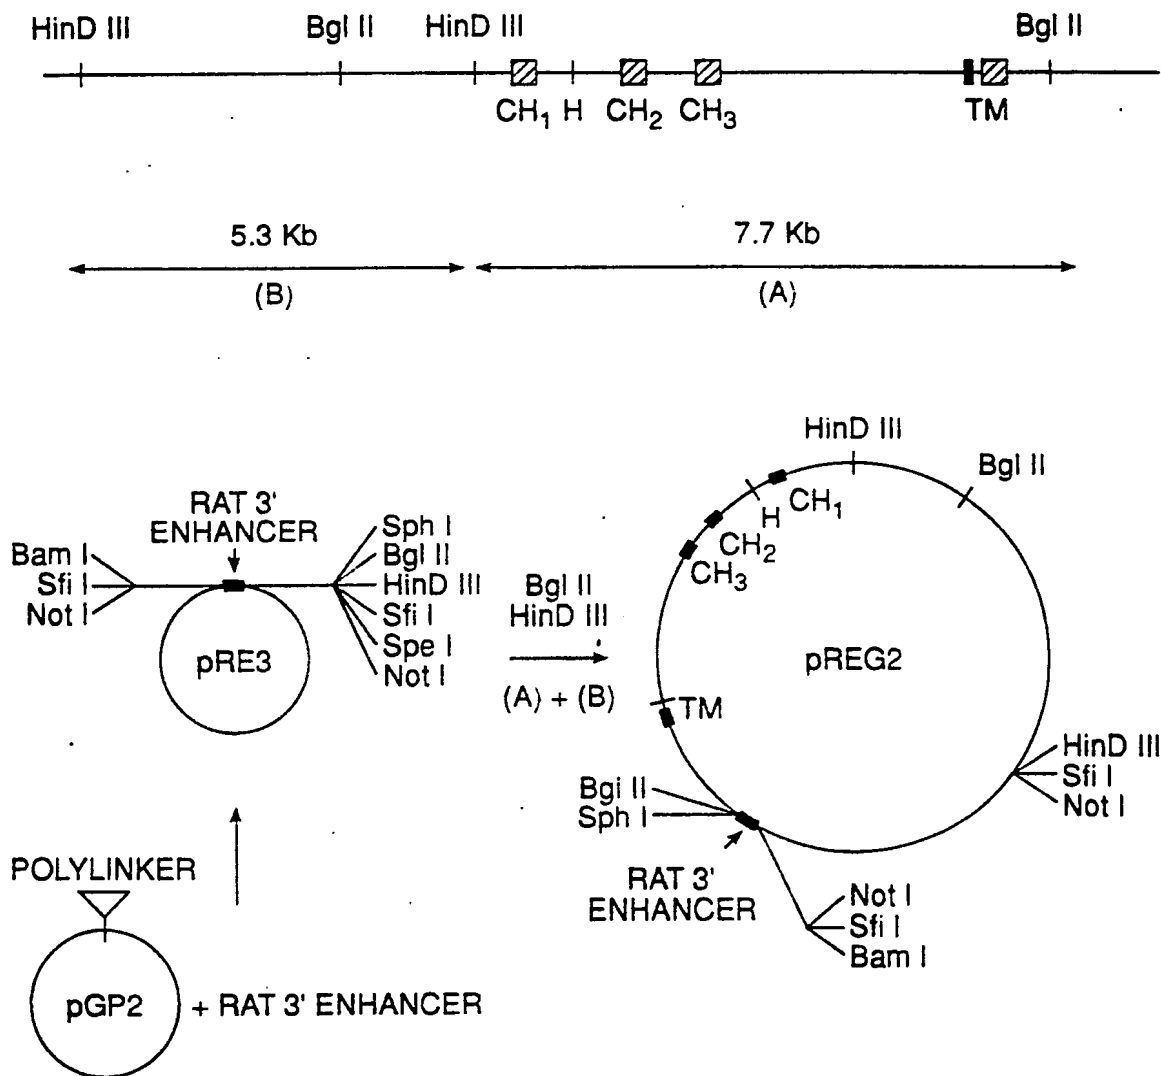 HinD III
Bgl II
HinD III
Bgl II
CH1
H
CH2
CH3
TM
5.3 Kb
(B)
7.7 Kb
(A)
RAT 3'
ENHANCER
Bam I
Sfi I
Not I
Sph I
Bgl II
HinD III
Sfi I
Spe I
Not I
pRE3
Bgl II
HinD III
(A) + (B)
HinD III
Bgl II
CH1
H
CH2
CH3
pREG2
TM
Bgi II
Sph I
HinD III
Sfi I
Not I
RAT 3'
ENHANCER
Not I
Sfi I
Bam I
POLYLINKER
pGP2
+ RAT 3' ENHANCER